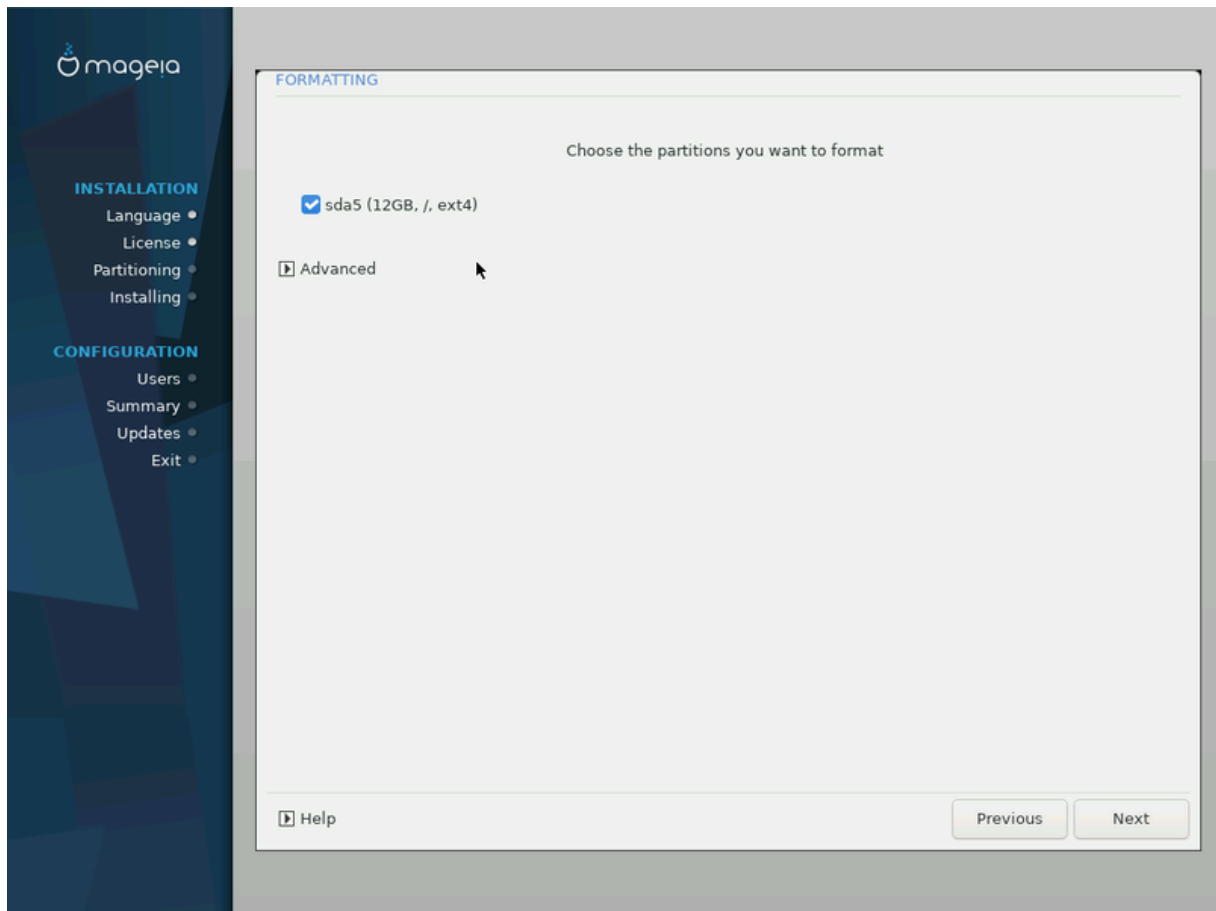 mageia
INSTALLATION
Language
License
Partitioning
Installing
CONFIGURATION
Users
Summary
Updates
Exit
FORMATTING
Choose the partitions you want to format
sda5 (12GB, /, ext4)
Advanced
Help
Previous
Next